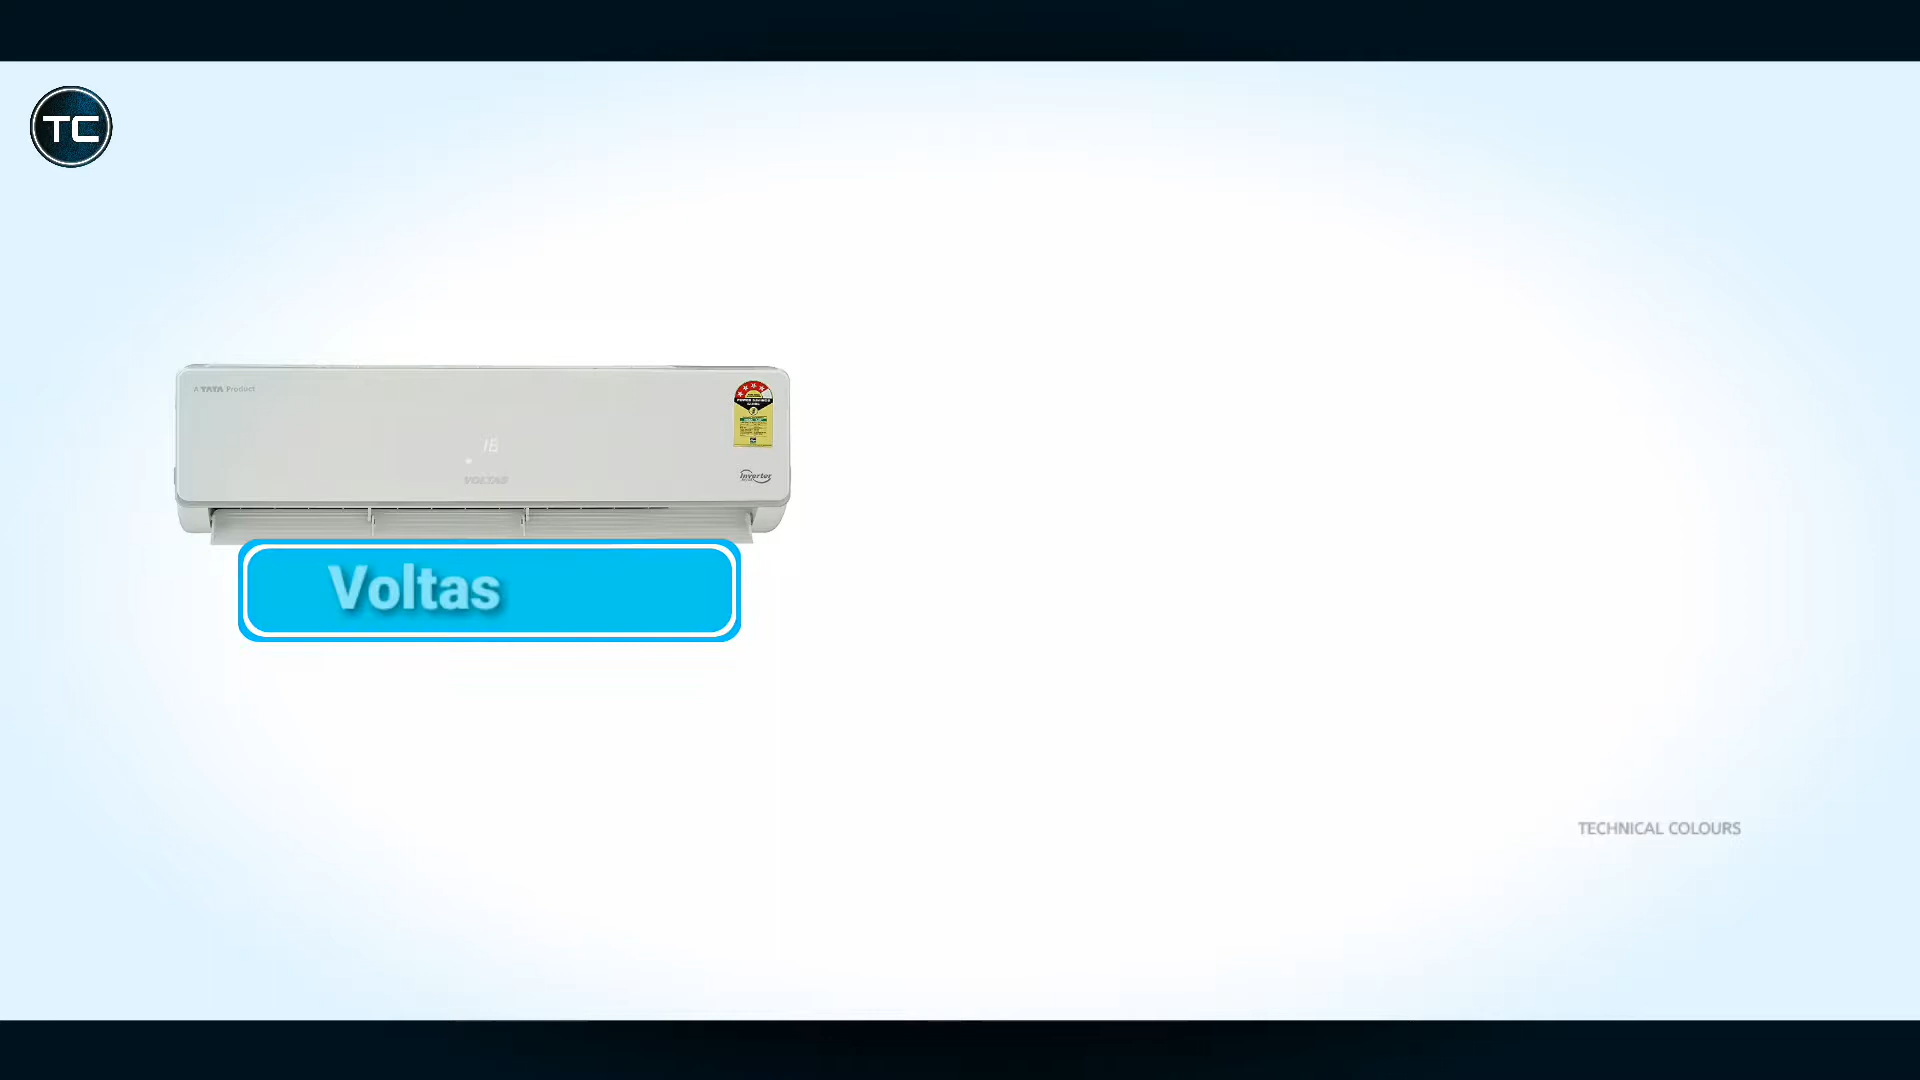 TC
A TATA Product
VOLTAS
Inverter
Voltas
TECHNICAL COLOURS